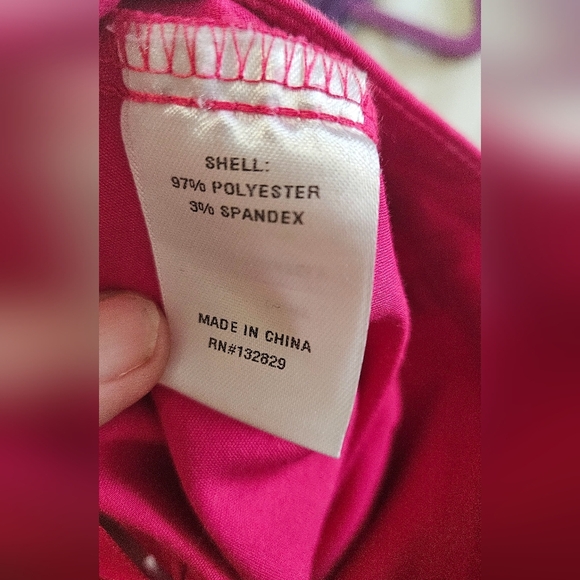 SHELL:
97% POLYESTER
3% SPANDEX
MADE IN CHINA
RN#132829